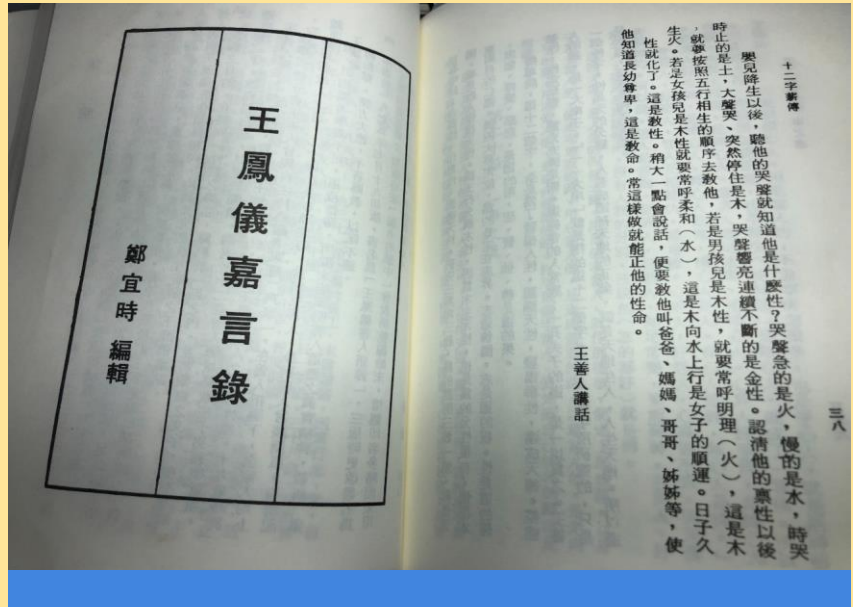 十二字薪傳
三八
嬰兒降生以後，聽他的哭聲就知道他是什麼性？哭聲急的是火，慢的是水，時哭
時止的是土，大聲哭、突然停住是木，哭聲響亮連續不斷的是金性。認清他的禀性以後
，就要按照五行相生的順序去教他，若是男孩兒是木性，就要常呼明理（火），這是木
生火。若是女孩兒是木性就要常呼柔和（水），這是木向水上行是女子的順運。日子久
性就化了。這是教性。稍大一點會說話，便要教他叫爸爸、媽媽、哥哥、姊姊等，使
他知道長幼尊卑，這是教命。常這樣做就能正他的性命。
王善人講話
王鳳儀嘉言錄
鄭宜時 編輯